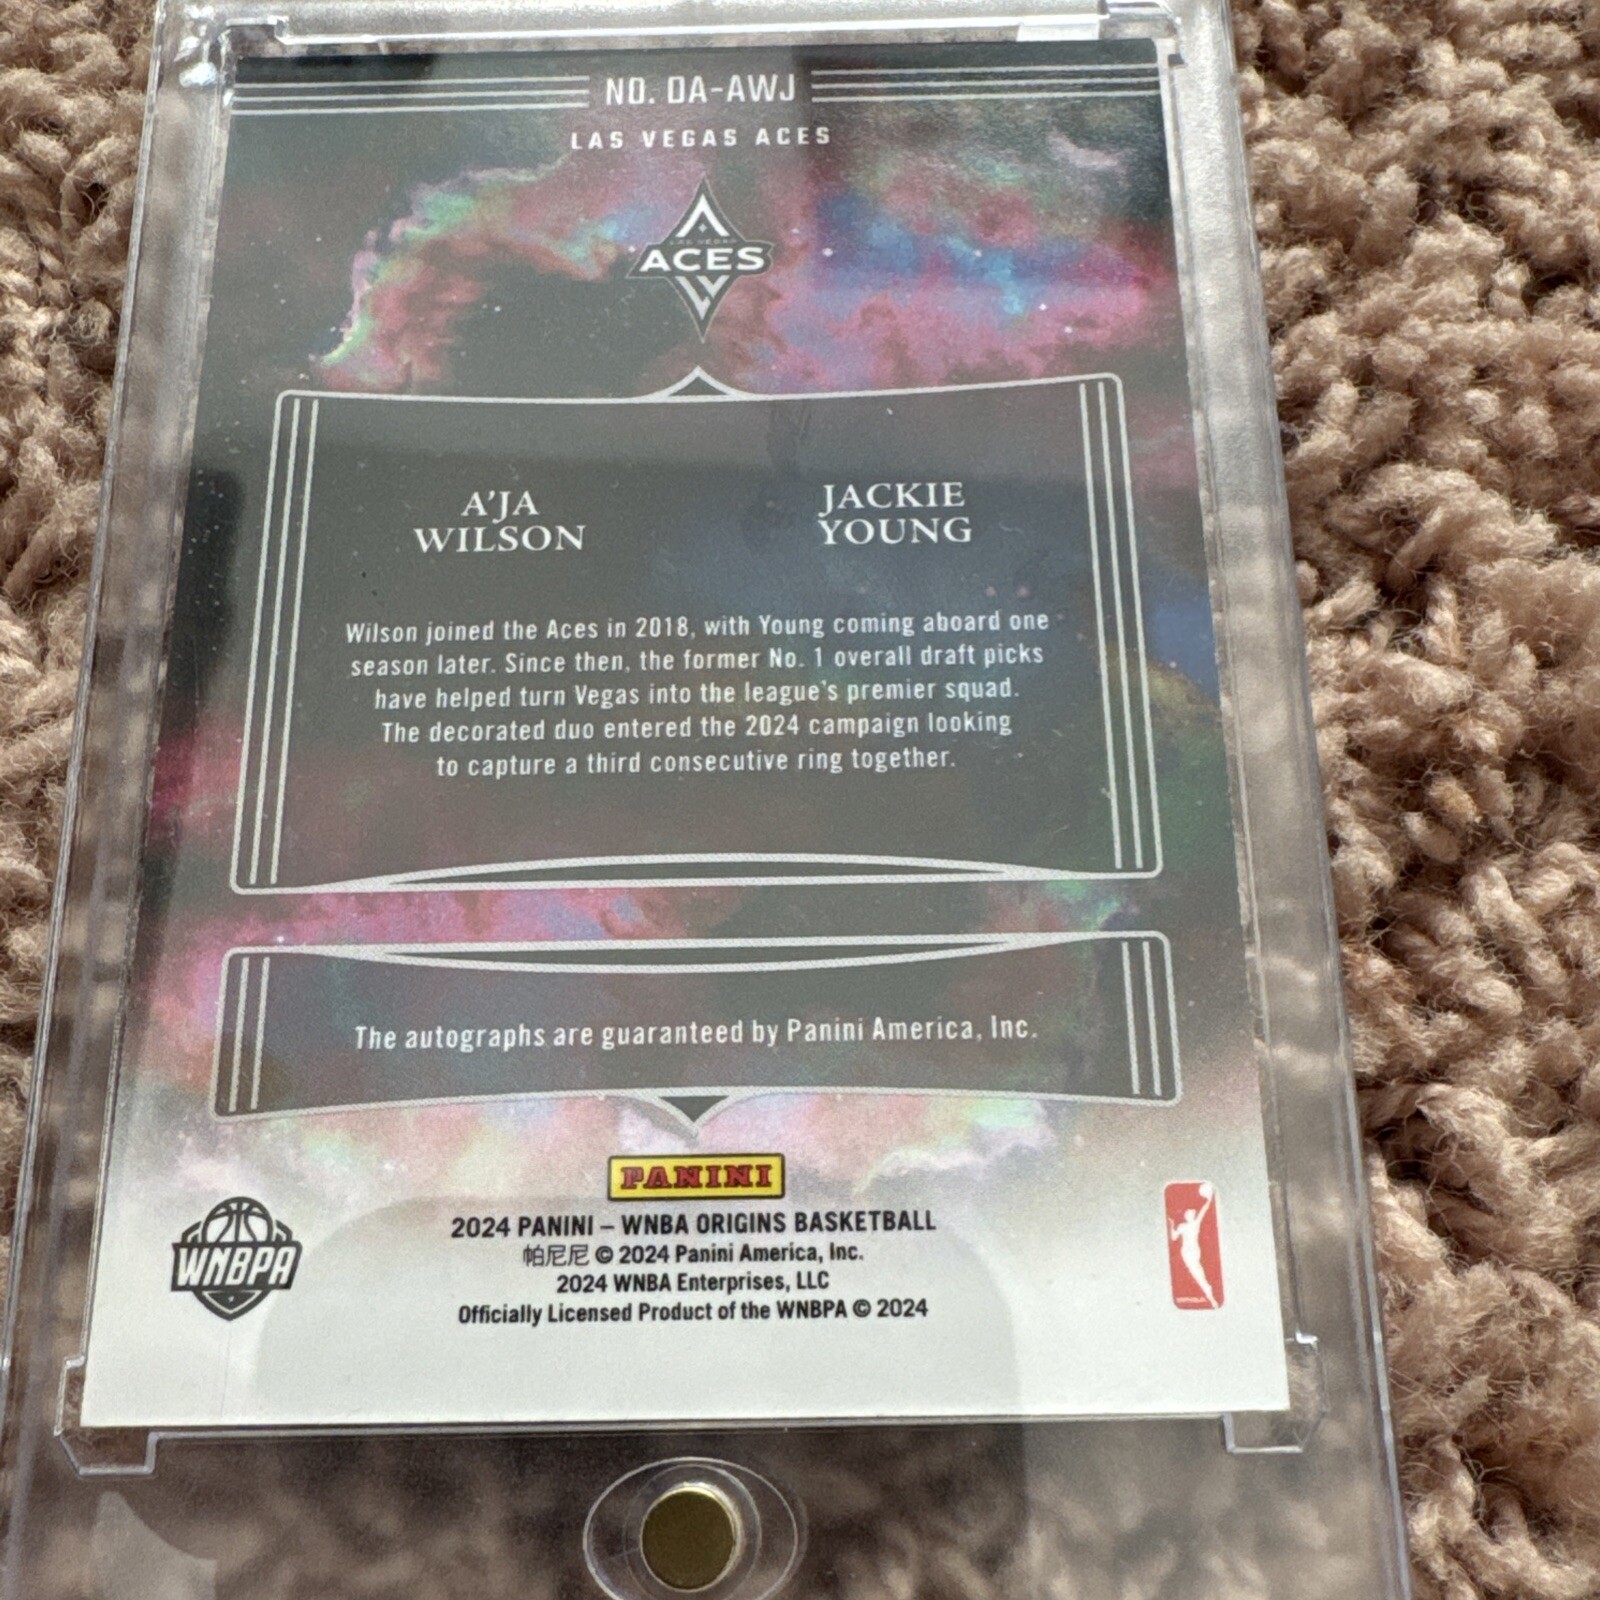 NO. OA-AWJ
LAS VEGAS ACES
LAS VEGAS
ACES
A'JA
WILSON
JACKIE
YOUNG
Wilson joined the Aces in 2018, with Young coming aboard one
season later. Since then, the former No. 1 overall draft picks
have helped turn Vegas into the league's premier squad.
The decorated duo entered the 2024 campaign looking
to capture a third consecutive ring together.
The autographs are guaranteed by Panini America, Inc.
PANINI
WNBPA
2024 PANINI – WNBA ORIGINS BASKETBALL
帕尼尼 © 2024 Panini America, Inc.
2024 WNBA Enterprises, LLC
Officially Licensed Product of the WNBPA © 2024